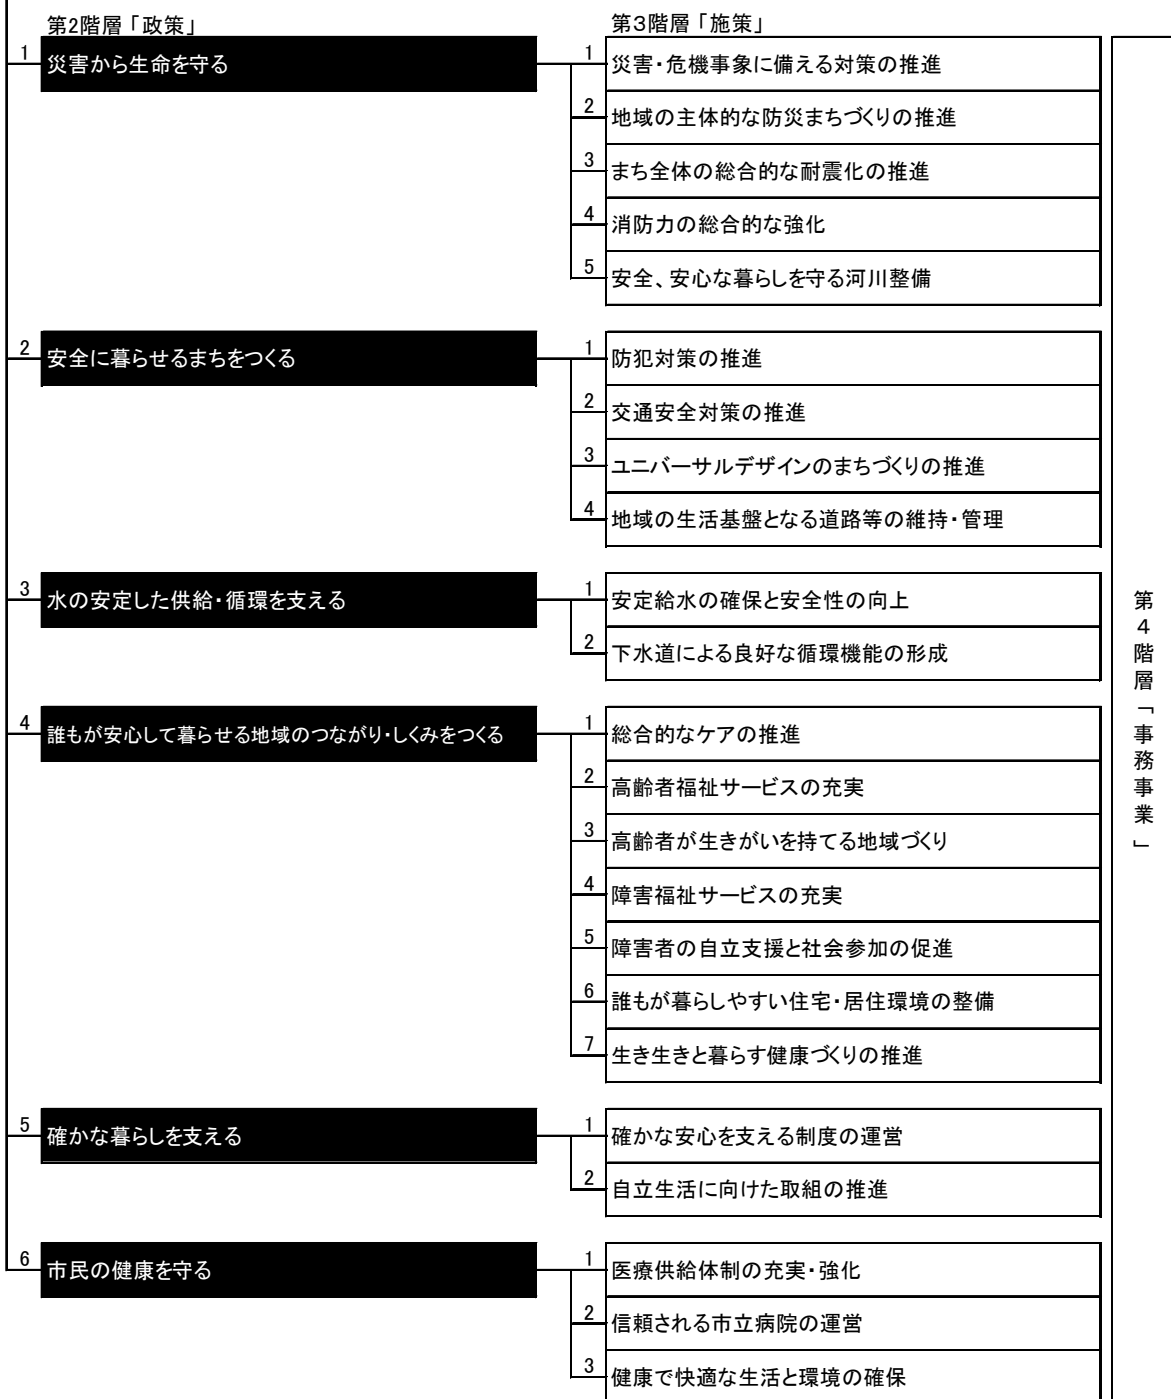 第2階層「政策」
第3階層「施策」
1 災害から生命を守る
1 災害・危機事象に備える対策の推進
2 地域の主体的な防災まちづくりの推進
3 まち全体の総合的な耐震化の推進
4 消防力の総合的な強化
5 安全、安心な暮らしを守る河川整備
2 安全に暮らせるまちをつくる
1 防犯対策の推進
2 交通安全対策の推進
3 ユニバーサルデザインのまちづくりの推進
4 地域の生活基盤となる道路等の維持・管理
3 水の安定した供給・循環を支える
1 安定給水の確保と安全性の向上
2 下水道による良好な循環機能の形成
4 誰もが安心して暮らせる地域のつながり・しくみをつくる
1 総合的なケアの推進
2 高齢者福祉サービスの充実
3 高齢者が生きがいを持てる地域づくり
4 障害福祉サービスの充実
5 障害者の自立支援と社会参加の促進
6 誰もが暮らしやすい住宅・居住環境の整備
7 生き生きと暮らす健康づくりの推進
5 確かな暮らしを支える
1 確かな安心を支える制度の運営
2 自立生活に向けた取組の推進
6 市民の健康を守る
1 医療供給体制の充実・強化
2 信頼される市立病院の運営
3 健康で快適な生活と環境の確保
第4階層「事務事業」